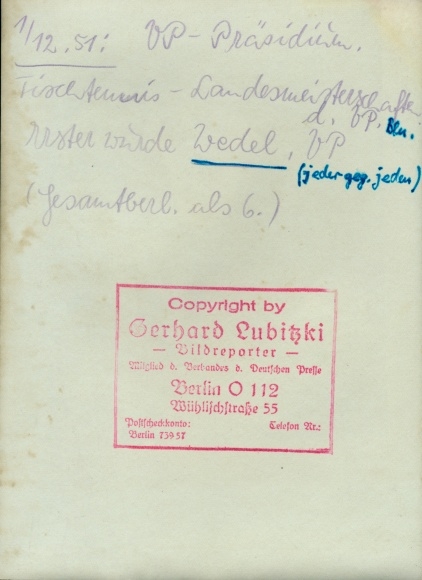 1/12.51: VP-Präsidium.
Tischtennis-Landesmeisterschaften
d. VP. Bln.
Erster wurde Wedel, VP
(jeder geg. jeden)
(Gesamtberl. als 6.)
Copyright by
Gerhard Lubitzki
— Bildreporter —
Mitglied d. Verbandes d. Deutschen Presse
Berlin O 112
Wühlischstraße 55
Postscheckkonto: Telefon Nr.:
Berlin 739 57